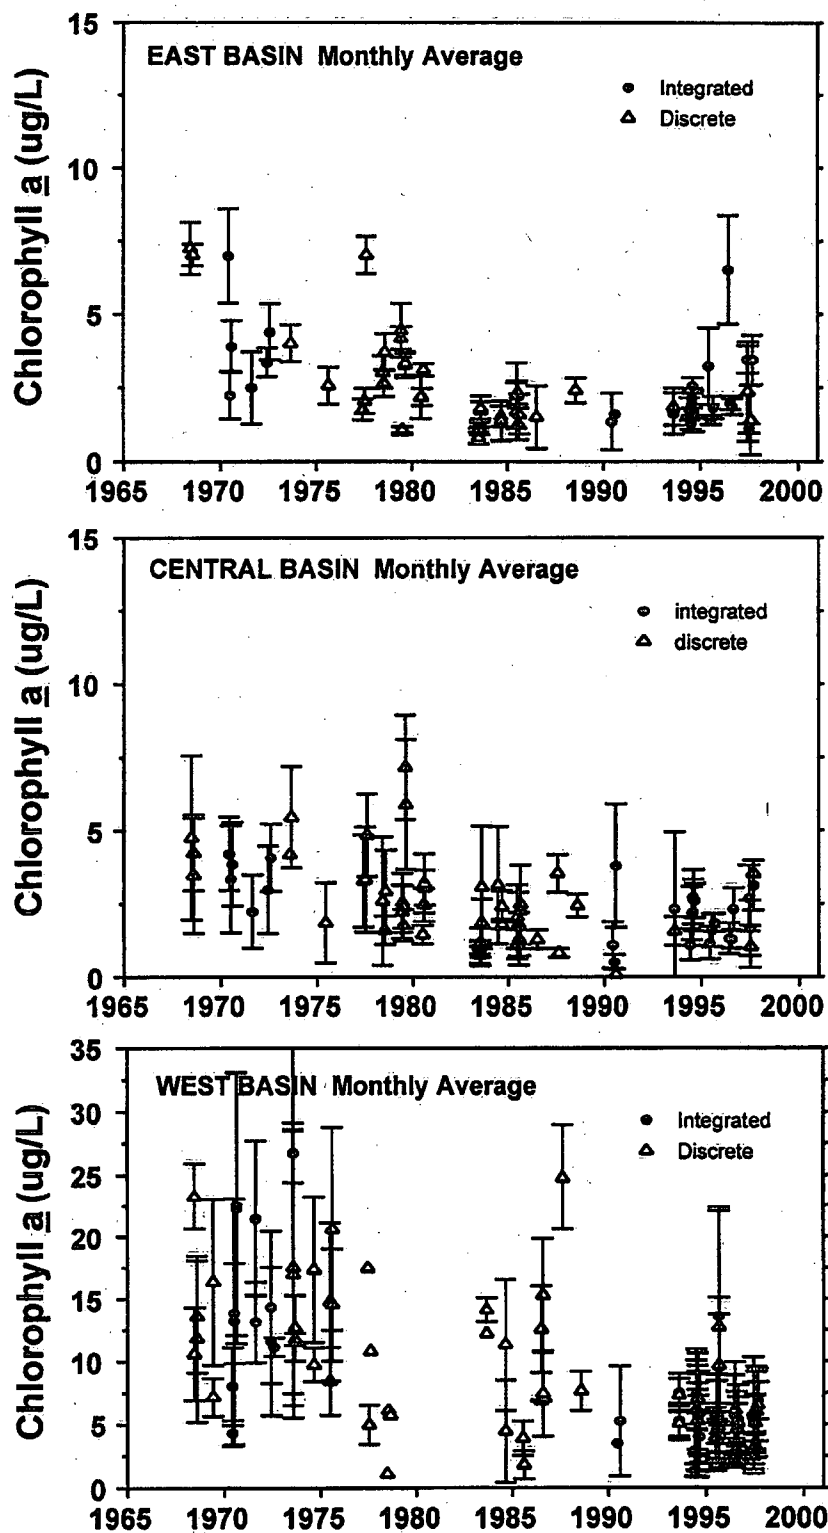 15
EAST BASIN Monthly Average
Integrated
Discrete
10
5
0
Chlorophyll a (ug/L)
1965 1970 1975 1980 1985 1990 1995 2000
15
CENTRAL BASIN Monthly Average
integrated
discrete
10
5
0
Chlorophyll a (ug/L)
1965 1970 1975 1980 1985 1990 1995 2000
35
WEST BASIN Monthly Average
Integrated
Discrete
30
25
20
15
10
5
0
Chlorophyll a (ug/L)
1965 1970 1975 1980 1985 1990 1995 2000